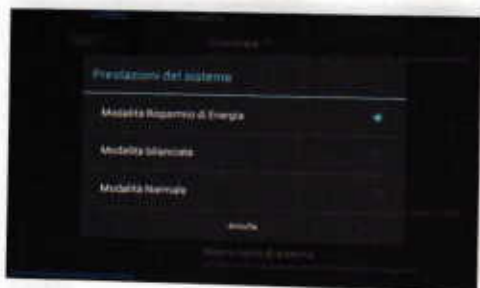 Prestazioni del sistema
Modalità Risparmio di Energia
Modalità bilanciata
Modalità Normale
Annulla